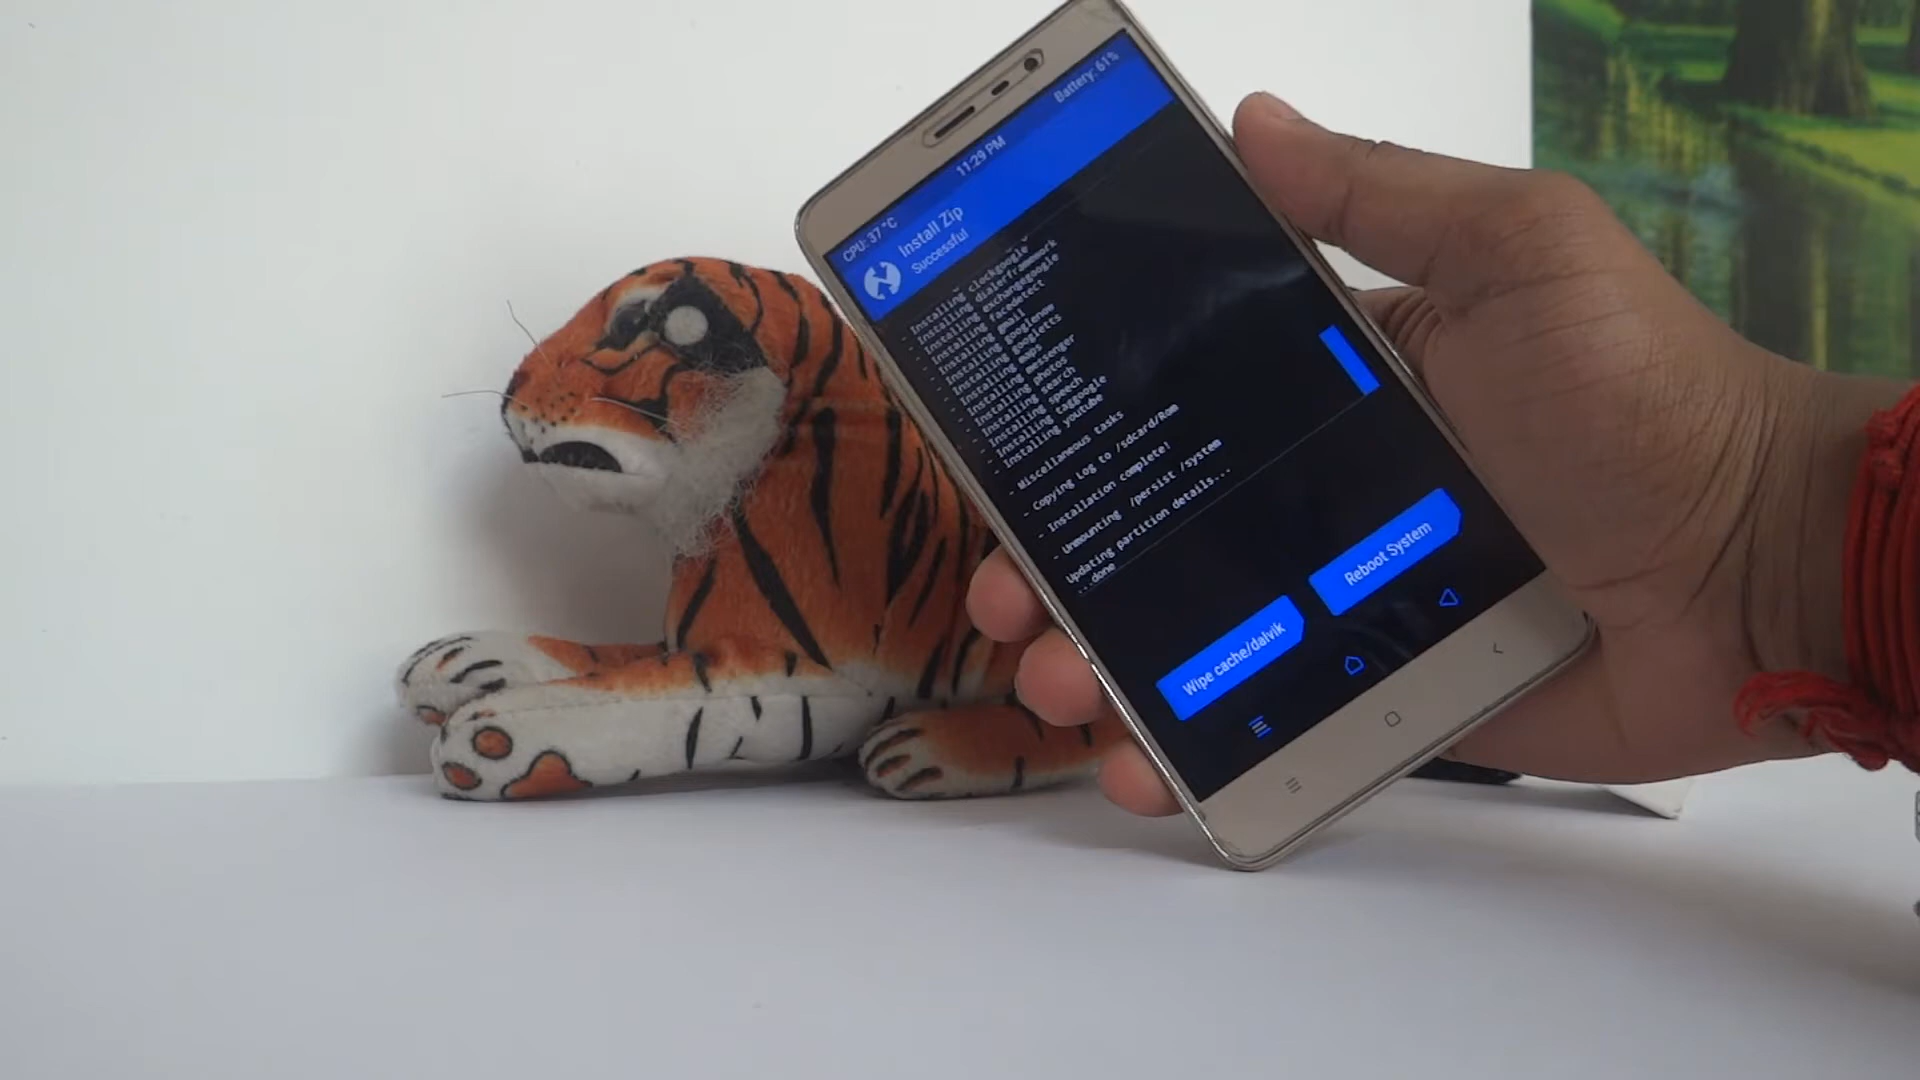 CPU: 37°C
11:29 PM
Battery: 61%
Install Zip
Successful
- Installing clockgoogle
- Installing dialerframework
- Installing exchangegoogle
- Installing facedetect
- Installing gmail
- Installing googlenow
- Installing googletts
- Installing maps
- Installing messenger
- Installing photos
- Installing search
- Installing speech
- Installing taggoogle
- Installing youtube
- Miscellaneous tasks
- Copying Log to /sdcard/Rom
- Installation complete!
- Unmounting /persist /system
Updating partition details...
...done
Wipe cache/dalvik
Reboot System